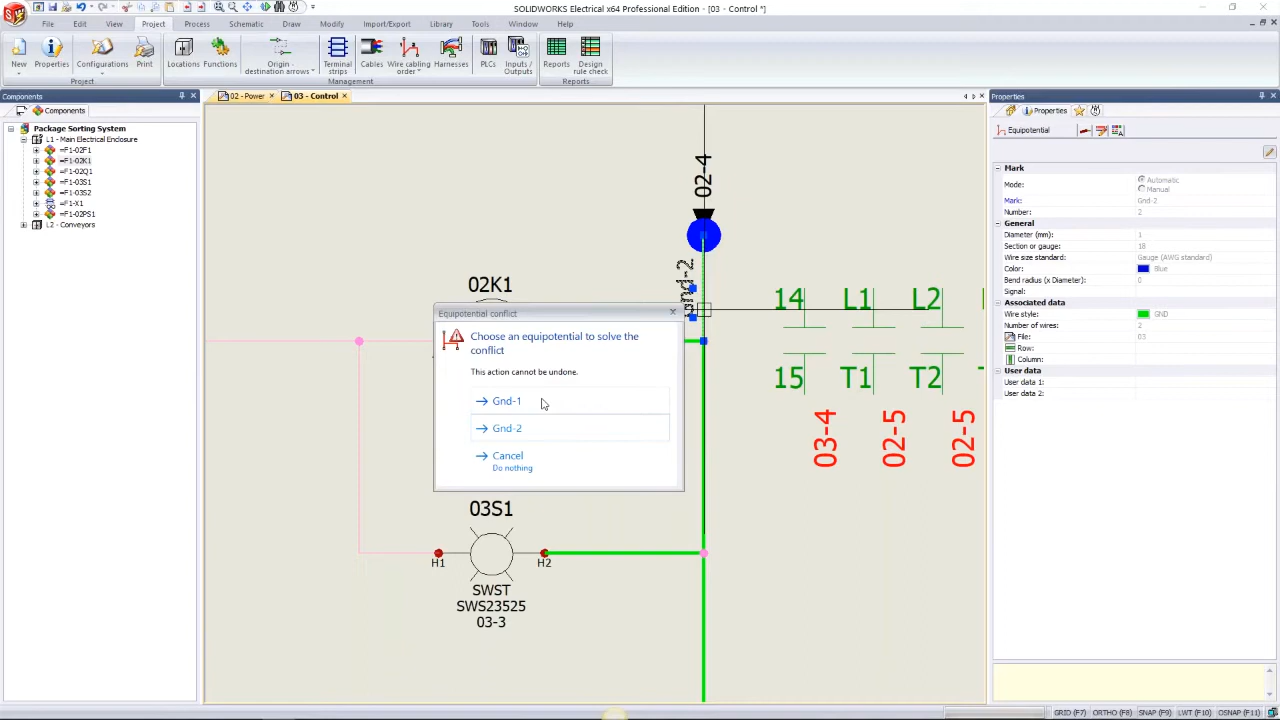 SOLIDWORKS Electrical x64 Professional Edition - [03 - Control *]
File Edit View Project Process Schematic Draw Modify Import/Export Library Tools Window Help
New Properties Configurations Print Locations Functions Origin - destination arrows Terminal strips Cables Wire cabling order Harnesses PLCs Inputs / Outputs Reports Design rule check
Project Management Reports
Components
02 - Power
03 - Control
Properties
Components
Package Sorting System
L1 - Main Electrical Enclosure
=F1-02F1
=F1-02K1
=F1-02Q1
=F1-03S1
=F1-03S2
=F1-X1
=F1-02PS1
L2 - Conveyors
02-4
Gnd-2
02K1
14 L1 L2
15 T1 T2
03-4
02-5
02-5
Equipotential conflict
Choose an equipotential to solve the
conflict
This action cannot be undone.
Gnd-1
Gnd-2
Cancel
Do nothing
03S1
H1
H2
SWST
SWS23525
03-3
Properties
Equipotential
Mark
Mode:
Automatic
Manual
Mark: Gnd-2
Number: 2
General
Diameter (mm): 1
Section or gauge: 18
Wire size standard: Gauge (AWG standard)
Color: Blue
Bend radius (x Diameter): 0
Signal:
Associated data
Wire style: GND
Number of wires: 2
File: 03
Row:
Column:
User data
User data 1:
User data 2:
GRID (F7) ORTHO (F8) SNAP (F9) LWT (F10) OSNAP (F11)